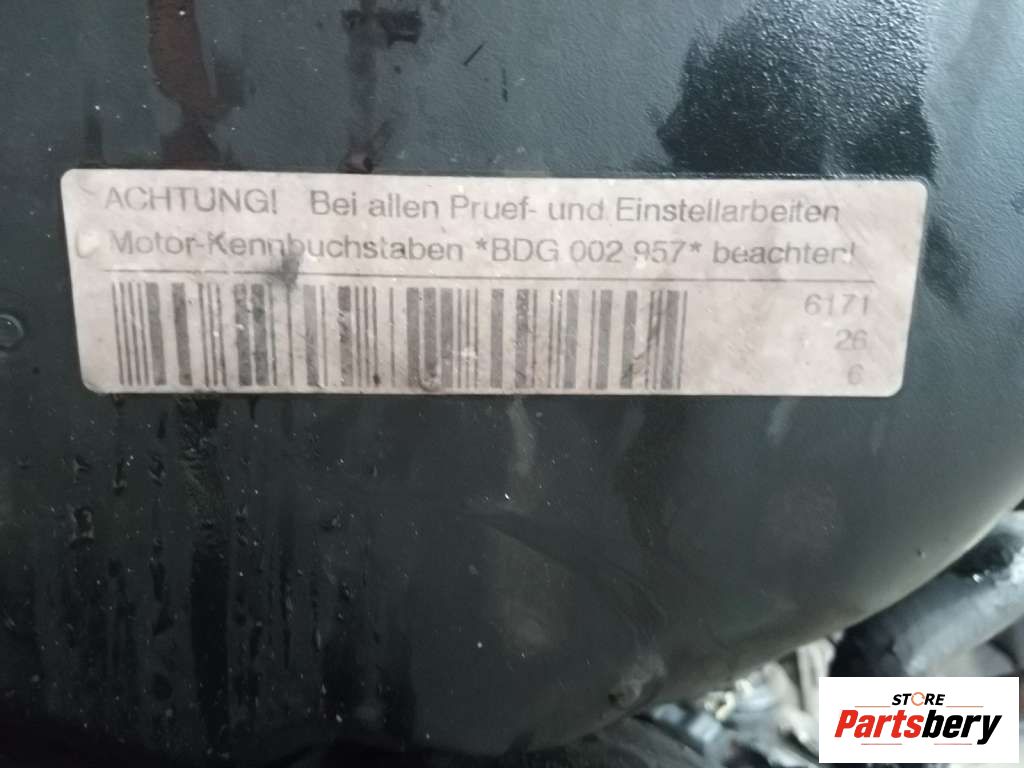 ACHTUNG! Bei allen Pruef- und Einstellarbeiten
Motor-Kennbuchstaben *BDG 002 957* beachten!
6171
26
6
STORE
Partsbery